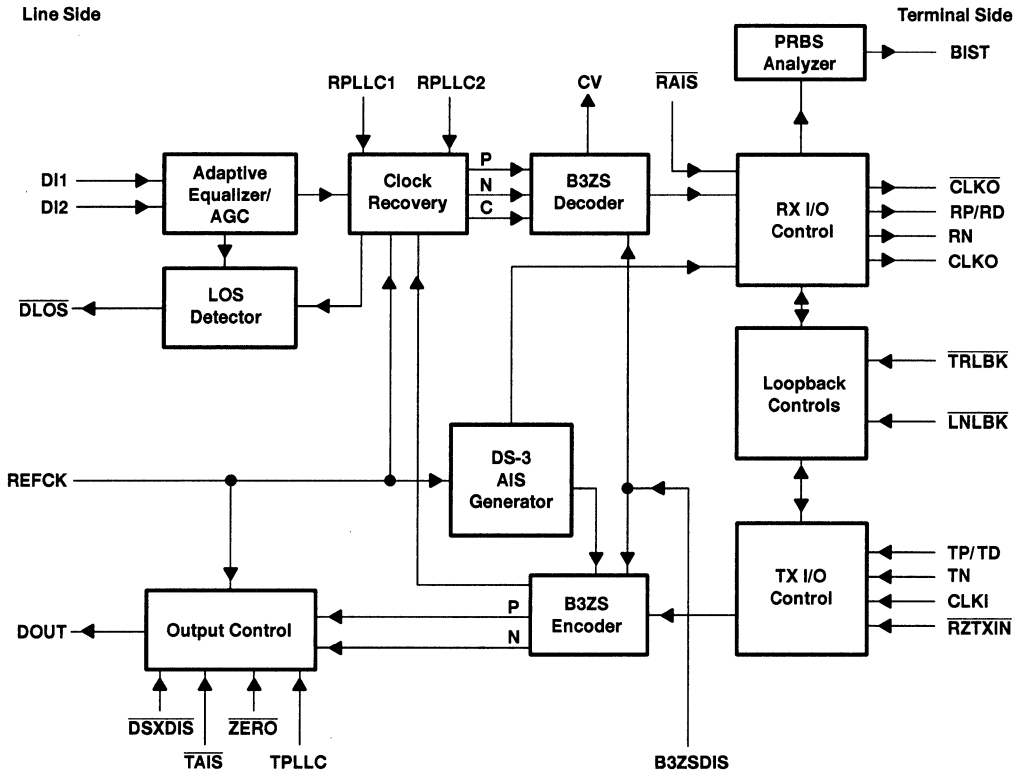 Line Side
Terminal Side
PRBS
Analyzer
BIST
RPLLC1
RPLLC2
CV
RAIS
DI1
DI2
Adaptive
Equalizer/
AGC
Clock
Recovery
P
N
C
B3ZS
Decoder
RX I/O
Control
CLKO
RP/RD
RN
CLKO
DLOS
LOS
Detector
Loopback
Controls
TRLBK
LNLBK
REFCK
DS-3
AIS
Generator
TX I/O
Control
TP/TD
TN
CLKI
RZTXIN
DOUT
Output Control
P
N
B3ZS
Encoder
DSXDIS
ZERO
TAIS
TPLLC
B3ZSDIS